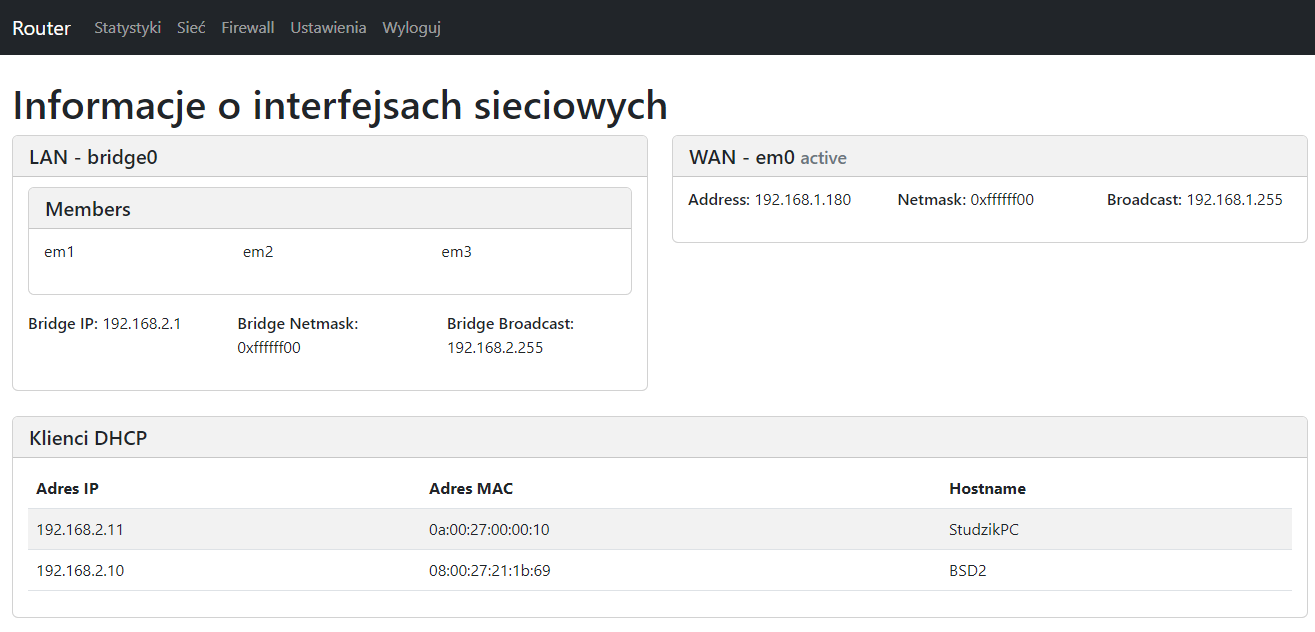 Router Statystyki Sieć Firewall Ustawienia Wyloguj
Informacje o interfejsach sieciowych
LAN - bridge0
Members
em1 em2 em3
Bridge IP: 192.168.2.1 Bridge Netmask: Bridge Broadcast:
0xffffff00 192.168.2.255
WAN - em0 active
Address: 192.168.1.180 Netmask: 0xffffff00 Broadcast: 192.168.1.255
Klienci DHCP
Adres IP Adres MAC Hostname
192.168.2.11 0a:00:27:00:00:10 StudzikPC
192.168.2.10 08:00:27:21:1b:69 BSD2